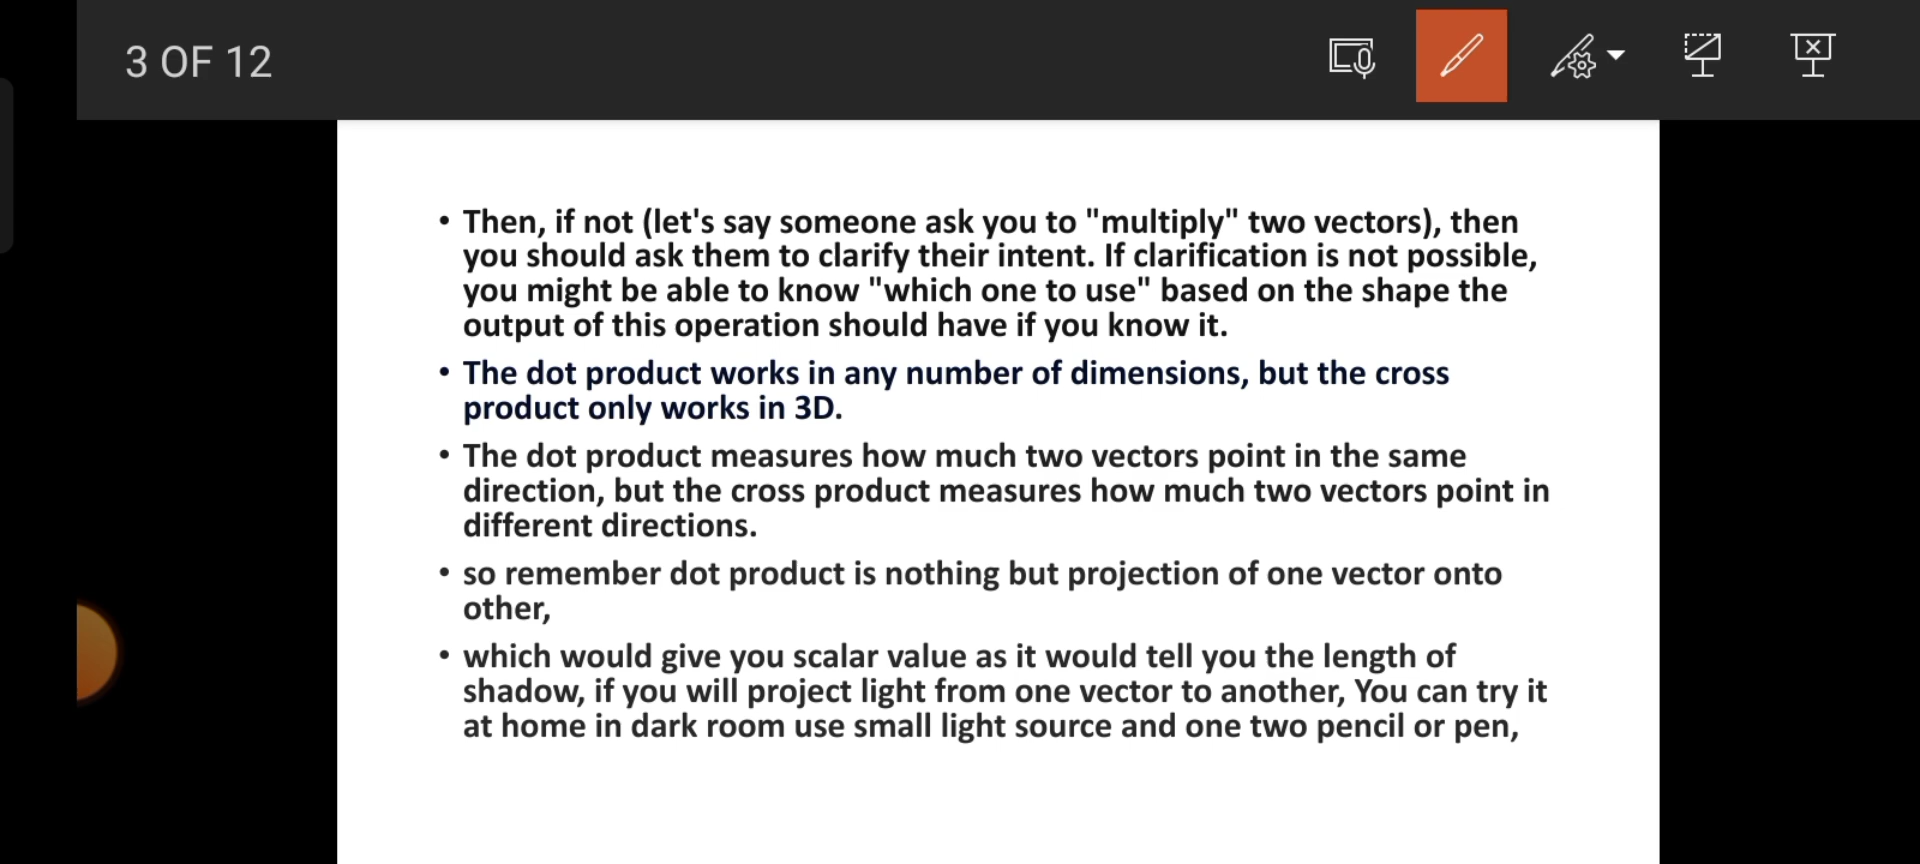 3 OF 12
• Then, if not (let's say someone ask you to "multiply" two vectors), then
you should ask them to clarify their intent. If clarification is not possible,
you might be able to know "which one to use" based on the shape the
output of this operation should have if you know it.
• The dot product works in any number of dimensions, but the cross
product only works in 3D.
• The dot product measures how much two vectors point in the same
direction, but the cross product measures how much two vectors point in
different directions.
• so remember dot product is nothing but projection of one vector onto
other,
• which would give you scalar value as it would tell you the length of
shadow, if you will project light from one vector to another, You can try it
at home in dark room use small light source and one two pencil or pen,